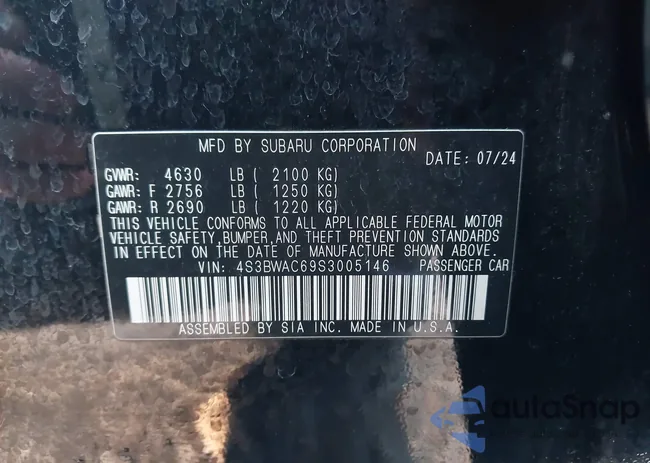 MFD BY SUBARU CORPORATION
DATE: 07/24
GVWR: 4630 LB ( 2100 KG)
GAWR: F 2756 LB ( 1250 KG)
GAWR: R 2690 LB ( 1220 KG)
THIS VEHICLE CONFORMS TO ALL APPLICABLE FEDERAL MOTOR
VEHICLE SAFETY,BUMPER,AND THEFT PREVENTION STANDARDS
IN EFFECT ON THE DATE OF MANUFACTURE SHOWN ABOVE.
VIN: 4S3BWAC69S3005146 PASSENGER CAR
ASSEMBLED BY SIA INC. MADE IN U.S.A.
autoSnap